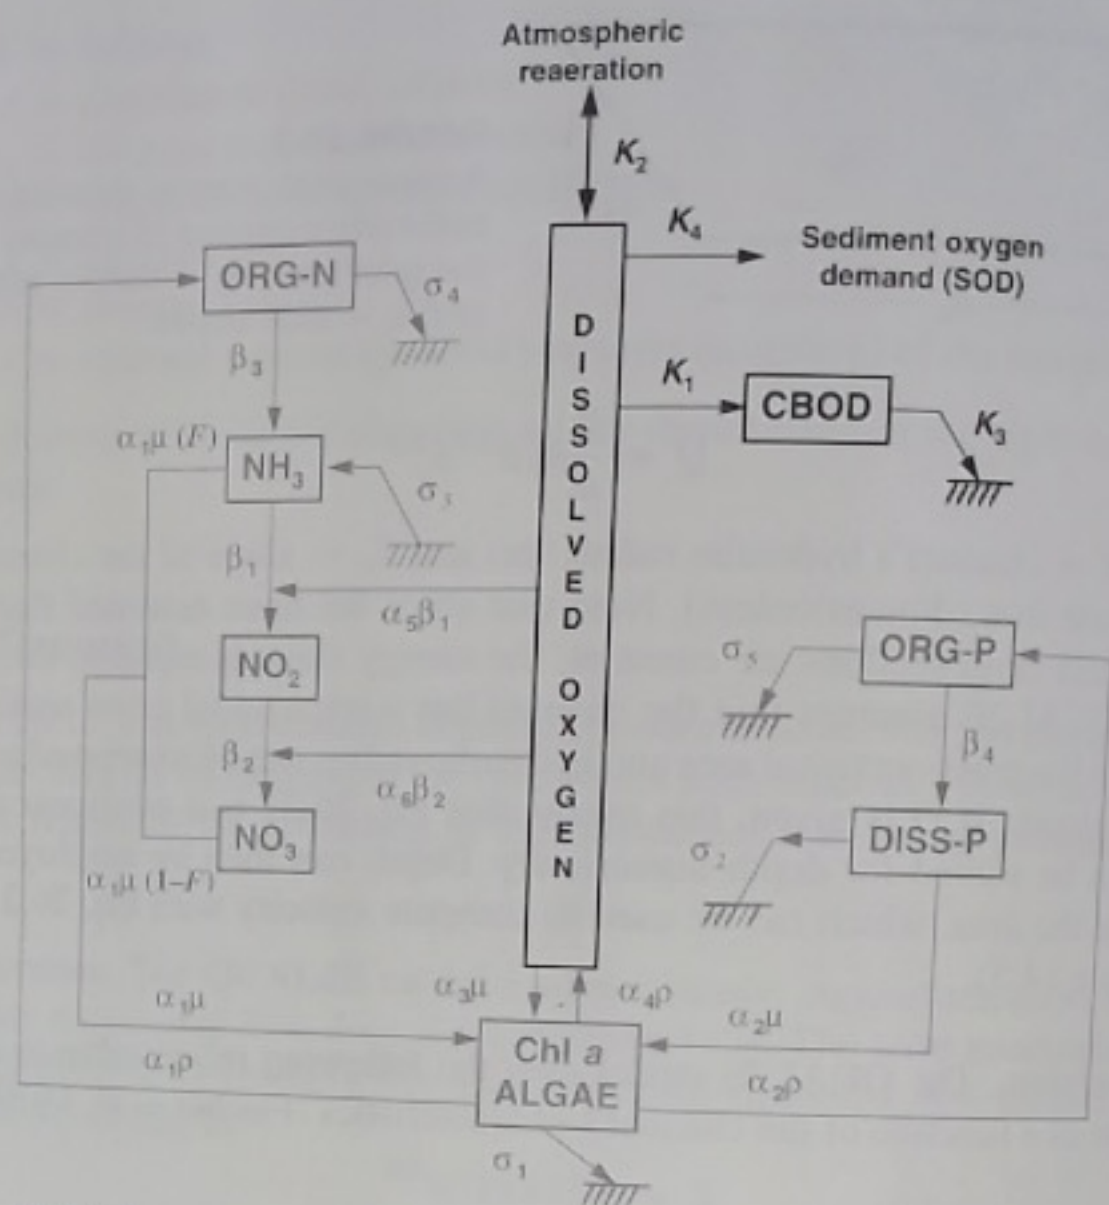 Atmospheric
reaeration
K₂
K₄
Sediment oxygen
demand (SOD)
ORG-N
σ₄
β₃
K₁
CBOD
K₃
α₁μ (F)
NH₃
σ₃
β₁
α₅β₁
NO₂
β₂
α₆β₂
NO₃
α₁μ (1–F)
DISSOLVED OXYGEN
σ₅
ORG-P
β₄
σ₂
DISS-P
α₁μ
α₃μ
α₄ρ
α₂μ
α₁ρ
Chl a
ALGAE
α₂ρ
σ₁